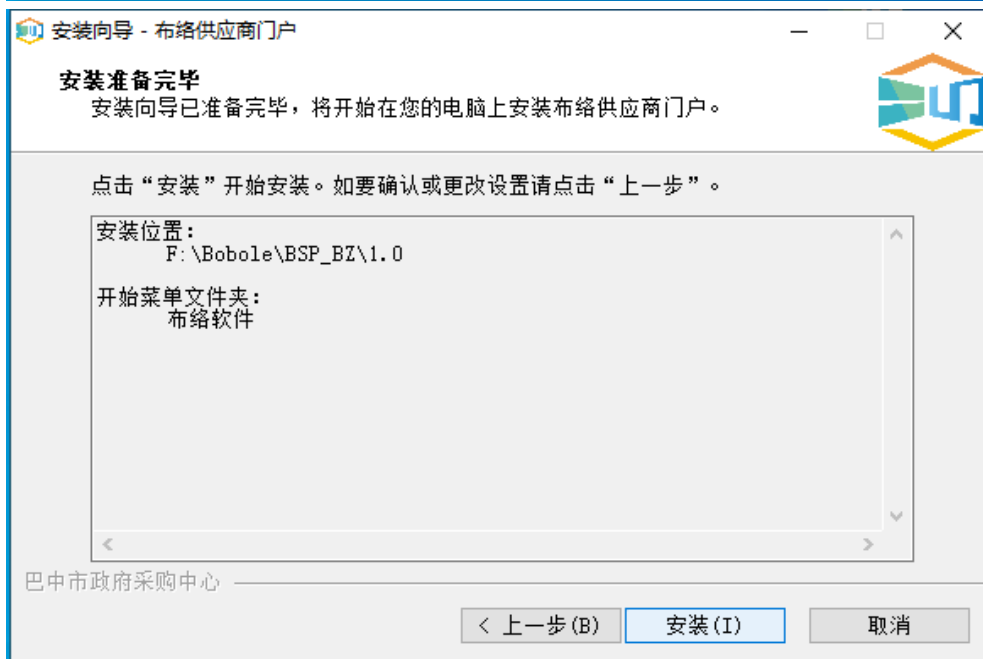 安装向导 - 布络供应商门户
安装准备完毕
安装向导已准备完毕，将开始在您的电脑上安装布络供应商门户。
点击“安装”开始安装。如要确认或更改设置请点击“上一步”。
安装位置:
F:\Bobole\BSP_BZ\1.0
开始菜单文件夹:
布络软件
巴中市政府采购中心
< 上一步(B)
安装(I)
取消